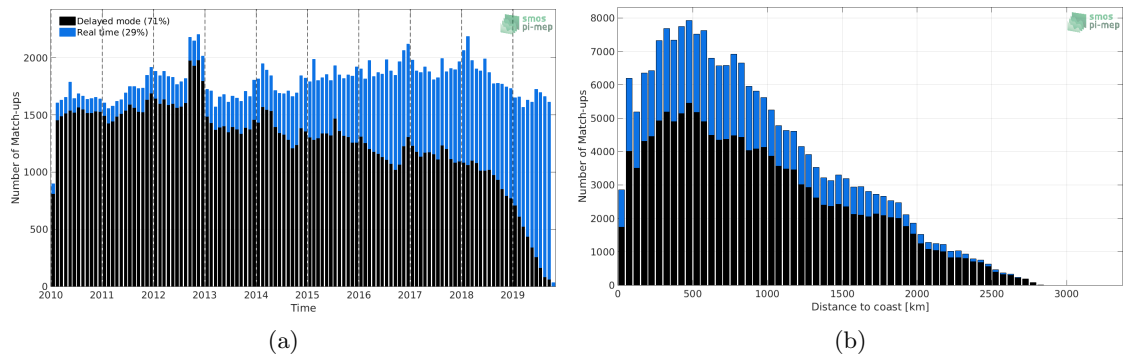 Delayed mode (71%)
Real time (29%)
smos
pi-mep
Number of Match-ups
2000
1500
1000
500
0
2010 2011 2012 2013 2014 2015 2016 2017 2018 2019
Time
(a)
smos
pi-mep
Number of Match-ups
8000
7000
6000
5000
4000
3000
2000
1000
0
0 500 1000 1500 2000 2500 3000
Distance to coast [km]
(b)